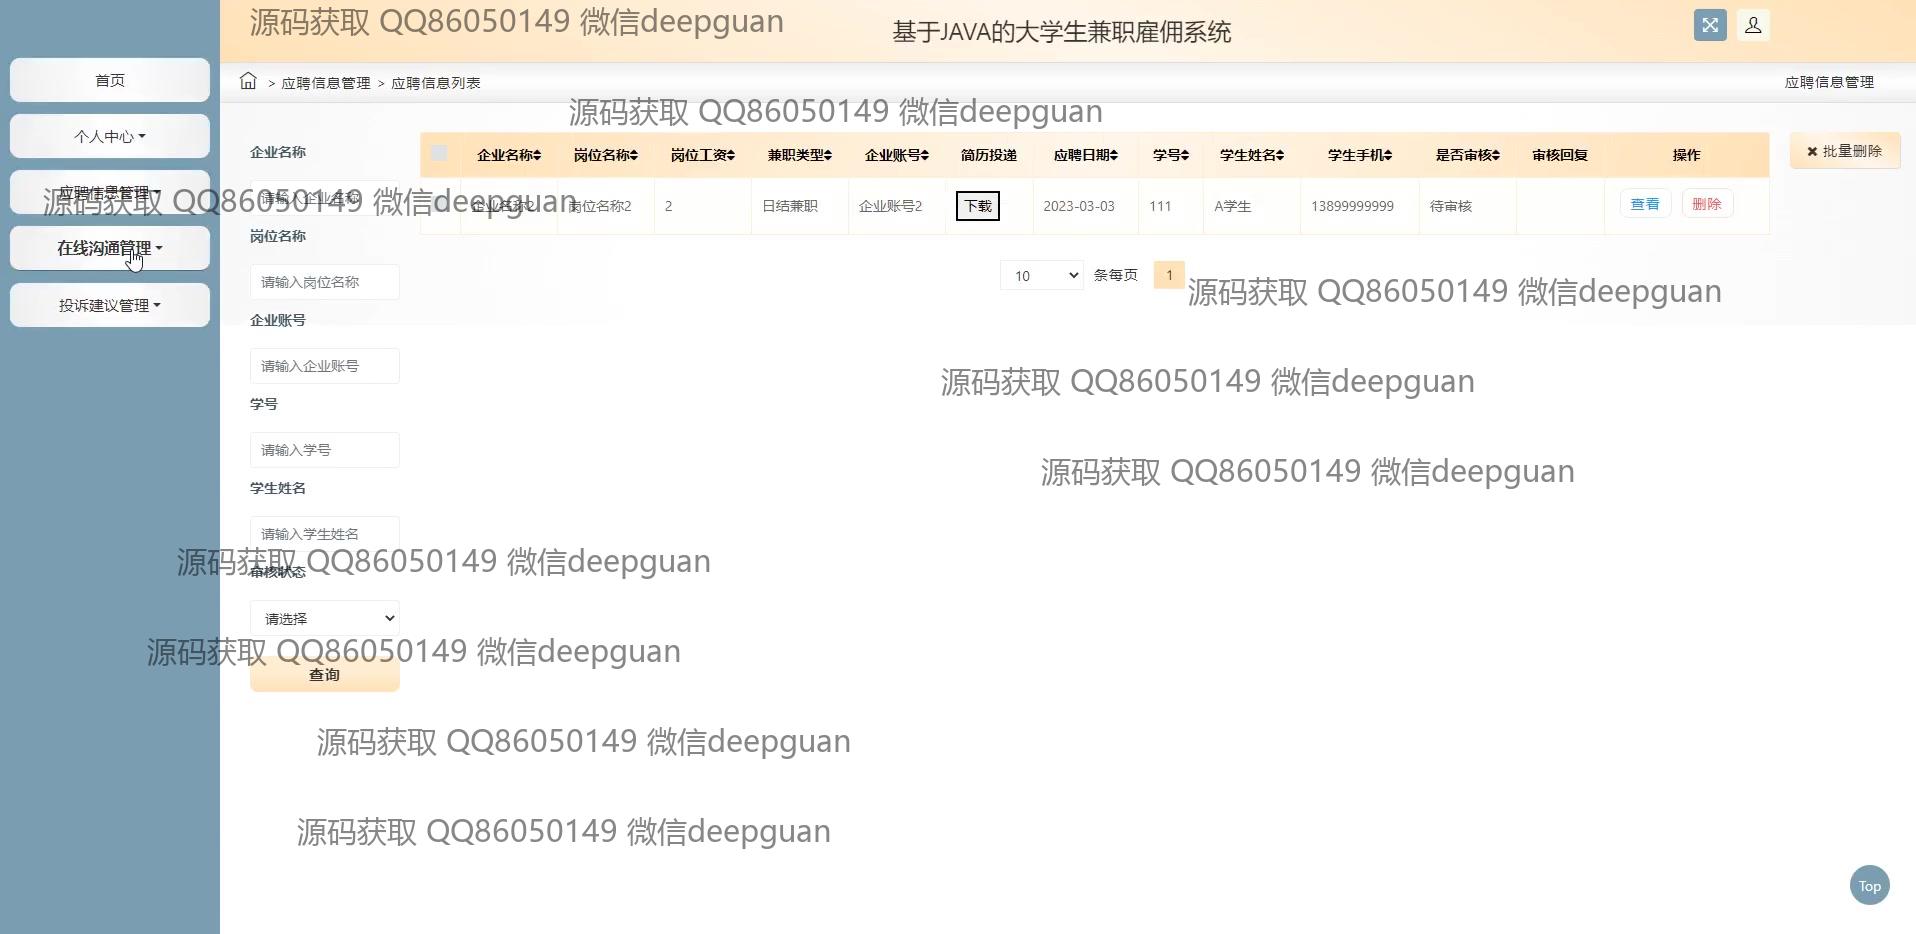 源码获取 QQ86050149 微信deepguan
基于JAVA的大学生兼职雇佣系统
首页
个人中心
应聘信息管理
在线沟通管理
投诉建议管理
> 应聘信息管理 > 应聘信息列表
应聘信息管理
源码获取 QQ86050149 微信deepguan
企业名称
请输入企业名称
岗位名称
请输入岗位名称
企业账号
请输入企业账号
学号
请输入学号
学生姓名
请输入学生姓名
审核状态
请选择
查询
企业名称 岗位名称 岗位工资 兼职类型 企业账号 简历投递 应聘日期 学号 学生姓名 学生手机 是否审核 审核回复 操作
企业名称2 岗位名称2 2 日结兼职 企业账号2 下载 2023-03-03 111 A学生 13899999999 待审核 查看 删除
批量删除
10 条每页 1
源码获取 QQ86050149 微信deepguan
源码获取 QQ86050149 微信deepguan
源码获取 QQ86050149 微信deepguan
源码获取 QQ86050149 微信deepguan
源码获取 QQ86050149 微信deepguan
源码获取 QQ86050149 微信deepguan
源码获取 QQ86050149 微信deepguan
源码获取 QQ86050149 微信deepguan
Top